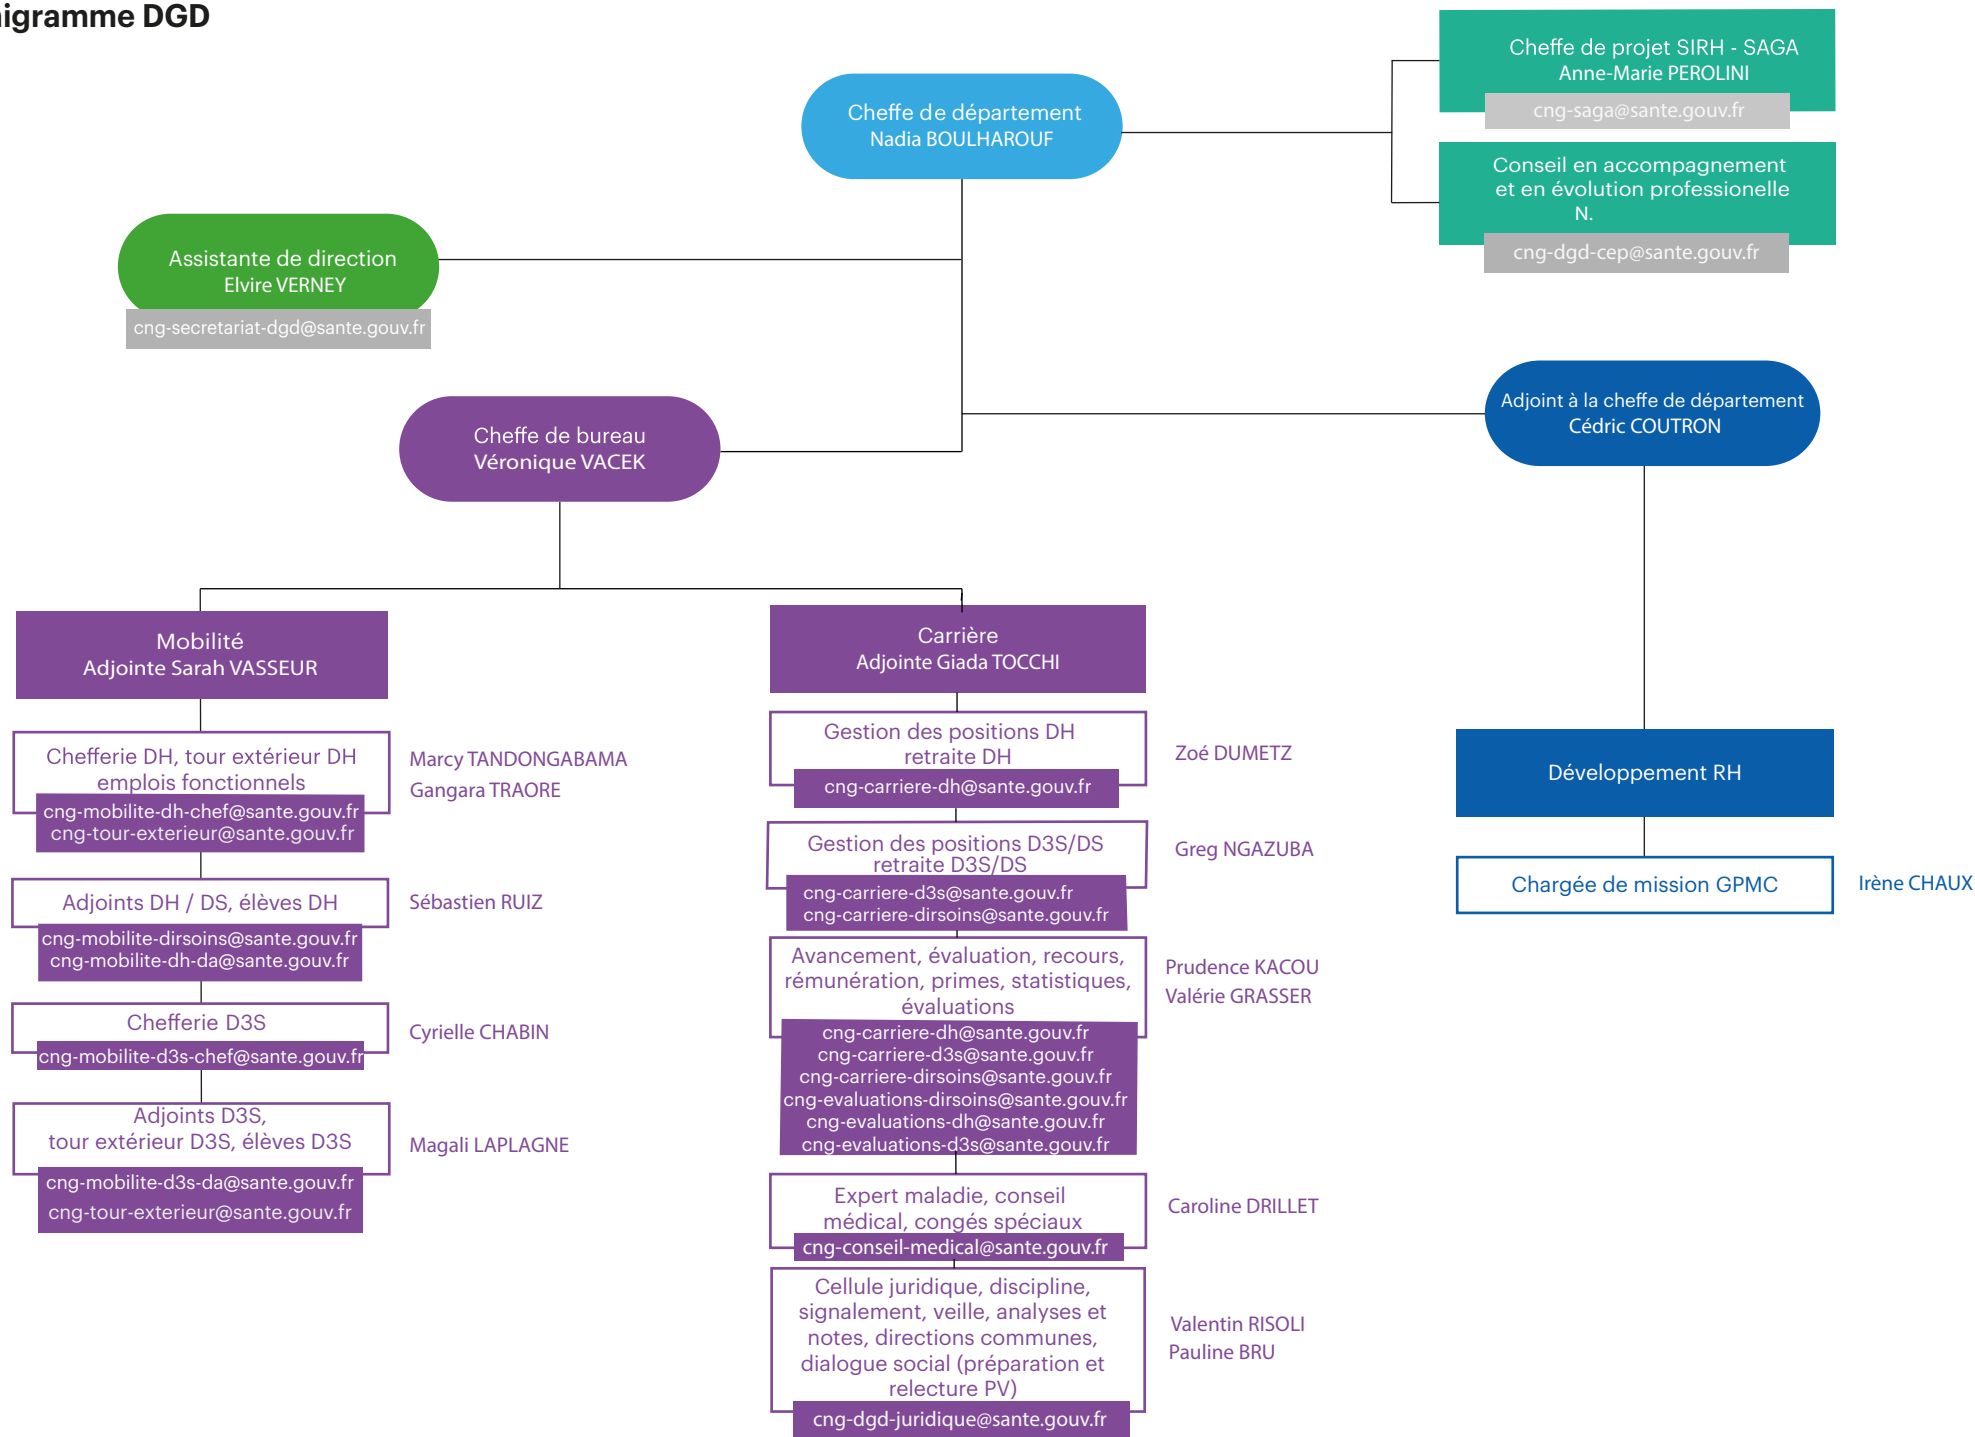 nigramme DGD
Cheffe de projet SIRH - SAGA
Anne-Marie PEROLINI
cng-saga@sante.gouv.fr
Cheffe de département
Nadia BOULHAROUF
Conseil en accompagnement
et en évolution professionelle
N.
cng-dgd-cep@sante.gouv.fr
Assistante de direction
Elvire VERNEY
cng-secretariat-dgd@sante.gouv.fr
Adjoint à la cheffe de département
Cédric COUTRON
Cheffe de bureau
Véronique VACEK
Mobilité
Adjointe Sarah VASSEUR
Chefferie DH, tour extérieur DH
emplois fonctionnels
cng-mobilite-dh-chef@sante.gouv.fr
cng-tour-exterieur@sante.gouv.fr
Marcy TANDONGABAMA
Gangara TRAORE
Adjoints DH / DS, élèves DH
cng-mobilite-dirsoins@sante.gouv.fr
cng-mobilite-dh-da@sante.gouv.fr
Sébastien RUIZ
Chefferie D3S
cng-mobilite-d3s-chef@sante.gouv.fr
Cyrielle CHABIN
Adjoints D3S,
tour extérieur D3S, élèves D3S
cng-mobilite-d3s-da@sante.gouv.fr
cng-tour-exterieur@sante.gouv.fr
Magali LAPLAGNE
Carrière
Adjointe Giada TOCCHI
Gestion des positions DH
retraite DH
cng-carriere-dh@sante.gouv.fr
Zoé DUMETZ
Gestion des positions D3S/DS
retraite D3S/DS
cng-carriere-d3s@sante.gouv.fr
cng-carriere-dirsoins@sante.gouv.fr
Greg NGAZUBA
Avancement, évaluation, recours,
rémunération, primes, statistiques,
évaluations
cng-carriere-dh@sante.gouv.fr
cng-carriere-d3s@sante.gouv.fr
cng-carriere-dirsoins@sante.gouv.fr
cng-evaluations-dirsoins@sante.gouv.fr
cng-evaluations-dh@sante.gouv.fr
cng-evaluations-d3s@sante.gouv.fr
Prudence KACOU
Valérie GRASSER
Expert maladie, conseil
médical, congés spéciaux
cng-conseil-medical@sante.gouv.fr
Caroline DRILLET
Cellule juridique, discipline,
signalement, veille, analyses et
notes, directions communes,
dialogue social (préparation et
relecture PV)
cng-dgd-juridique@sante.gouv.fr
Valentin RISOLI
Pauline BRU
Développement RH
Chargée de mission GPMC
Irène CHAUX